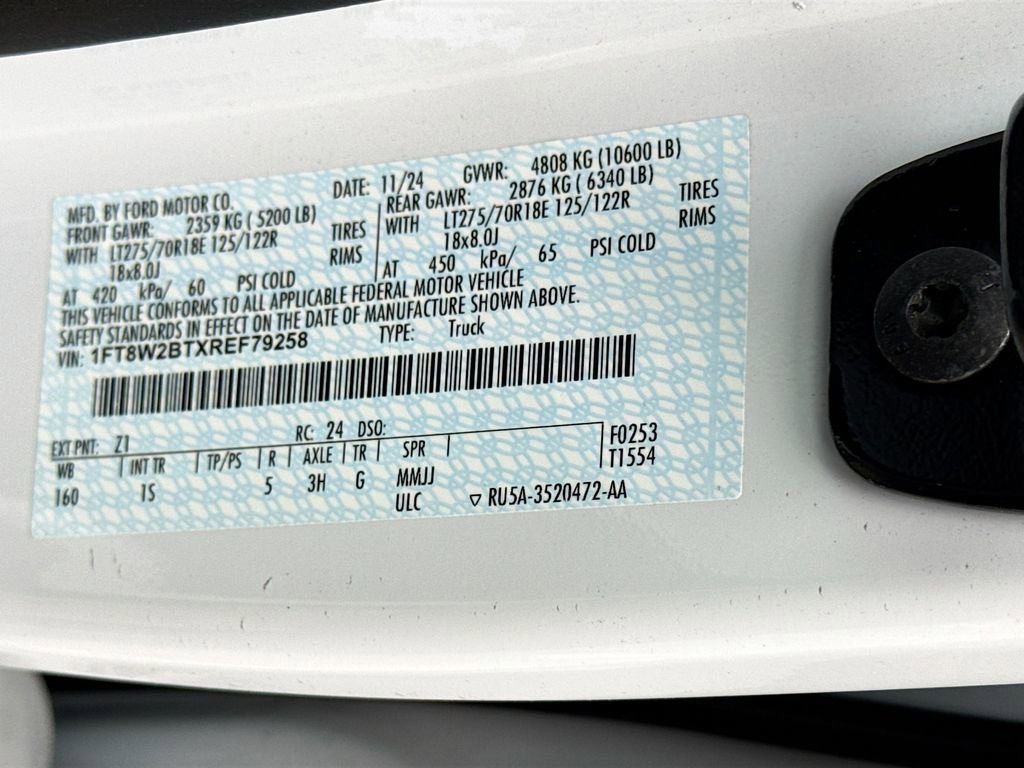 MFD. BY FORD MOTOR CO. DATE: 11/24 GVWR: 4808 KG (10600 LB)
FRONT GAWR: 2359 KG ( 5200 LB) REAR GAWR: 2876 KG ( 6340 LB)
WITH LT275/70R18E 125/122R TIRES WITH LT275/70R18E 125/122R TIRES
18x8.0J RIMS 18x8.0J RIMS
AT 420 kPa/ 60 PSI COLD AT 450 kPa/ 65 PSI COLD
THIS VEHICLE CONFORMS TO ALL APPLICABLE FEDERAL MOTOR VEHICLE
SAFETY STANDARDS IN EFFECT ON THE DATE OF MANUFACTURE SHOWN ABOVE.
VIN: 1FT8W2BTXREF79258 TYPE: Truck
EXT PNT: Z1 RC: 24 DSO:
WB INT TR TP/PS R AXLE TR SPR F0253
160 1S 5 3H G MMJJ T1554
ULC ▽ RU5A-3520472-AA